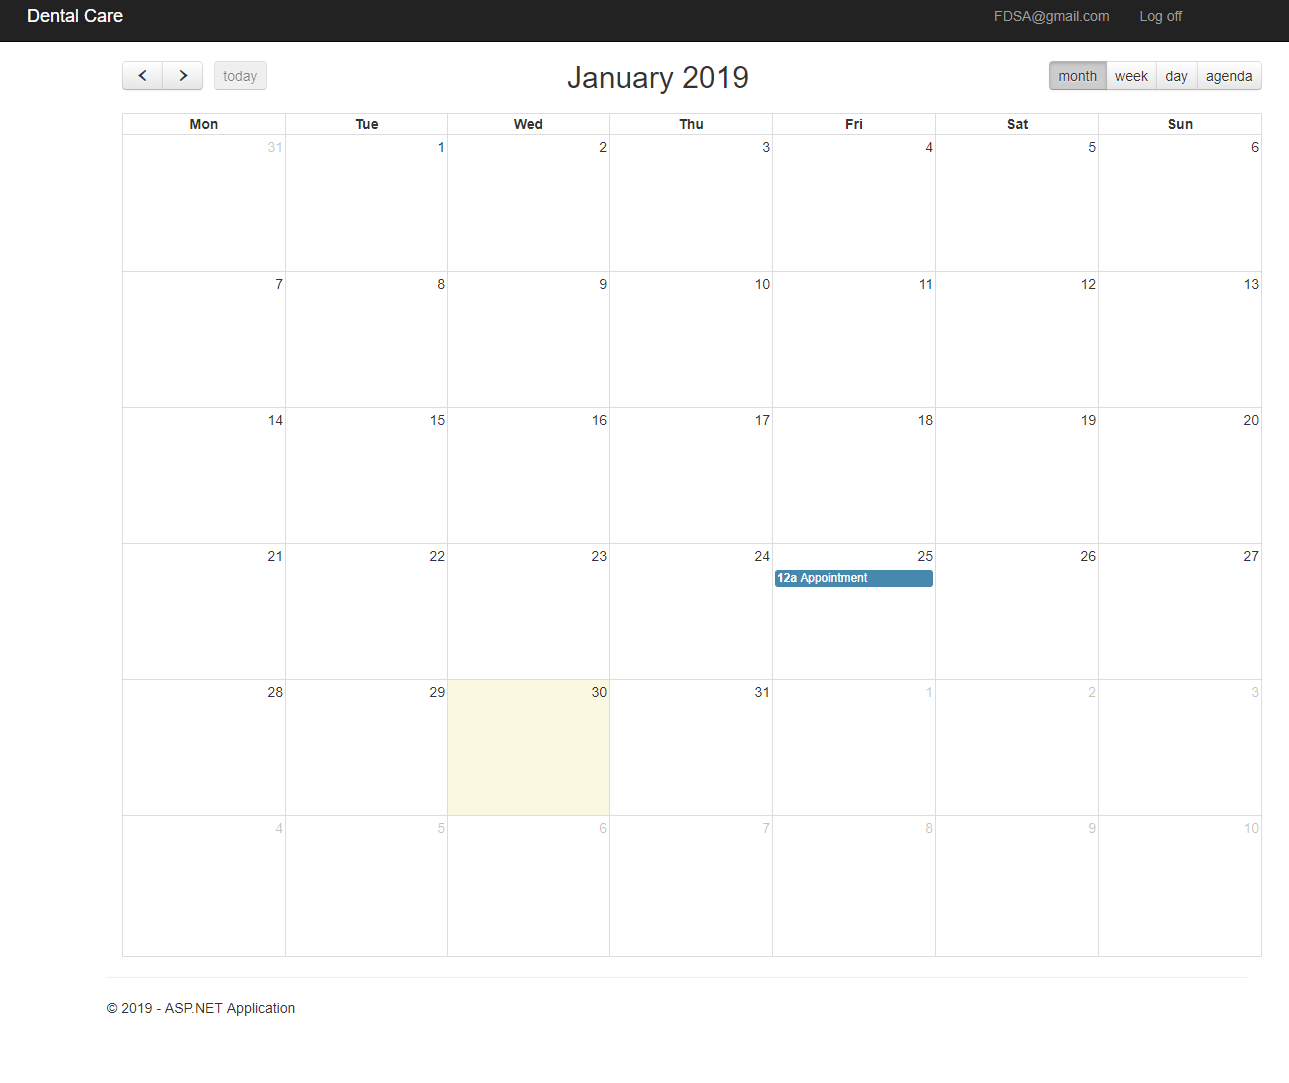 Dental Care FDSA@gmail.com Log off
today January 2019 month week day agenda
Mon Tue Wed Thu Fri Sat Sun
31 1 2 3 4 5 6
7 8 9 10 11 12 13
14 15 16 17 18 19 20
21 22 23 24 25 26 27
12a Appointment
28 29 30 31 1 2 3
4 5 6 7 8 9 10
© 2019 - ASP.NET Application